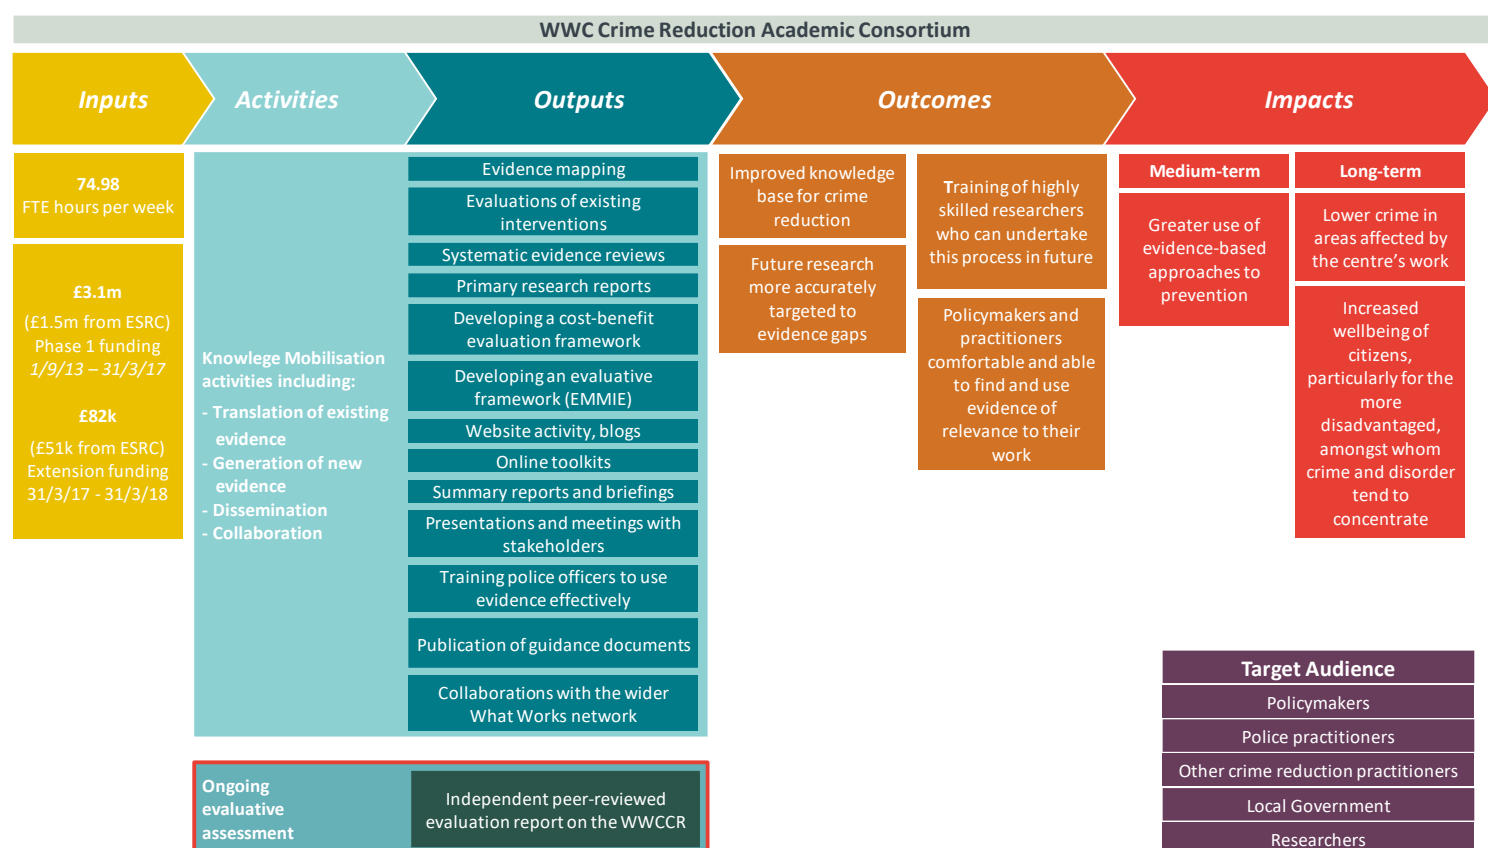 WWC Crime Reduction Academic Consortium
Inputs
Activities
Outputs
Outcomes
Impacts
74.98
FTE hours per week
£3.1m
(£1.5m from ESRC)
Phase 1 funding
1/9/13 – 31/3/17
£82k
(£51k from ESRC)
Extension funding
31/3/17 - 31/3/18
Knowlege Mobilisation
activities including:
- Translation of existing
evidence
- Generation of new
evidence
- Dissemination
- Collaboration
Evidence mapping
Evaluations of existing
interventions
Systematic evidence reviews
Primary research reports
Developing a cost-benefit
evaluation framework
Developing an evaluative
framework (EMMIE)
Website activity, blogs
Online toolkits
Summary reports and briefings
Presentations and meetings with
stakeholders
Training police officers to use
evidence effectively
Publication of guidance documents
Collaborations with the wider
What Works network
Ongoing
evaluative
assessment
Independent peer-reviewed
evaluation report on the WWCCR
Improved knowledge
base for crime
reduction
Future research
more accurately
targeted to
evidence gaps
Training of highly
skilled researchers
who can undertake
this process in future
Policymakers and
practitioners
comfortable and able
to find and use
evidence of
relevance to their
work
Medium-term
Greater use of
evidence-based
approaches to
prevention
Long-term
Lower crime in
areas affected by
the centre's work
Increased
wellbeing of
citizens,
particularly for the
more
disadvantaged,
amongst whom
crime and disorder
tend to
concentrate
Target Audience
Policymakers
Police practitioners
Other crime reduction practitioners
Local Government
Researchers